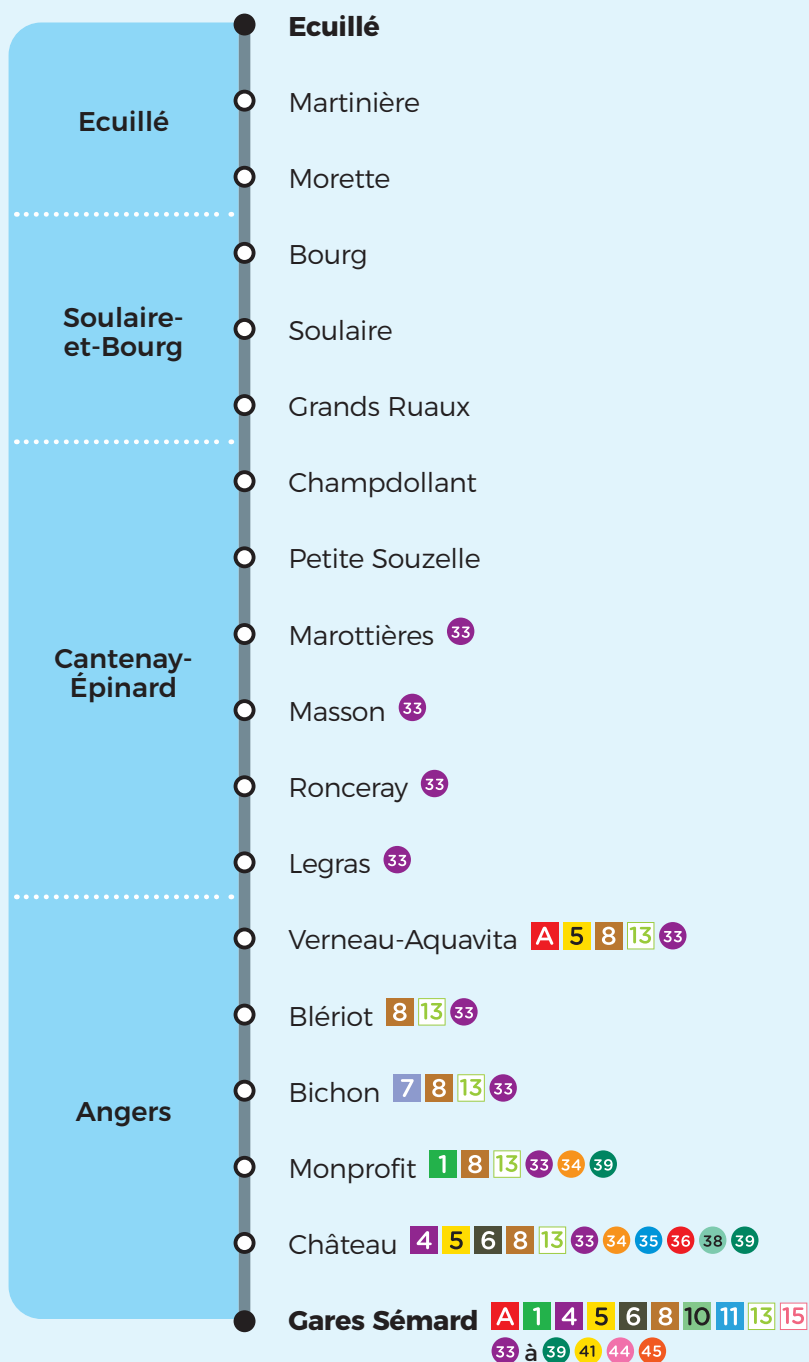 Ecuillé
Ecuillé
Martinière
Morette
Soulaire-
et-Bourg
Bourg
Soulaire
Grands Ruaux
Cantenay-
Épinard
Champdollant
Petite Souzelle
Marottières 33
Masson 33
Ronceray 33
Legras 33
Angers
Verneau-Aquavita A 5 8 13 33
Blériot 8 13 33
Bichon 7 8 13 33
Monprofit 1 8 13 33 34 39
Château 4 5 6 8 13 33 34 35 36 38 39
Gares Sémard A 1 4 5 6 8 10 11 13 15
33 à 39 41 44 45